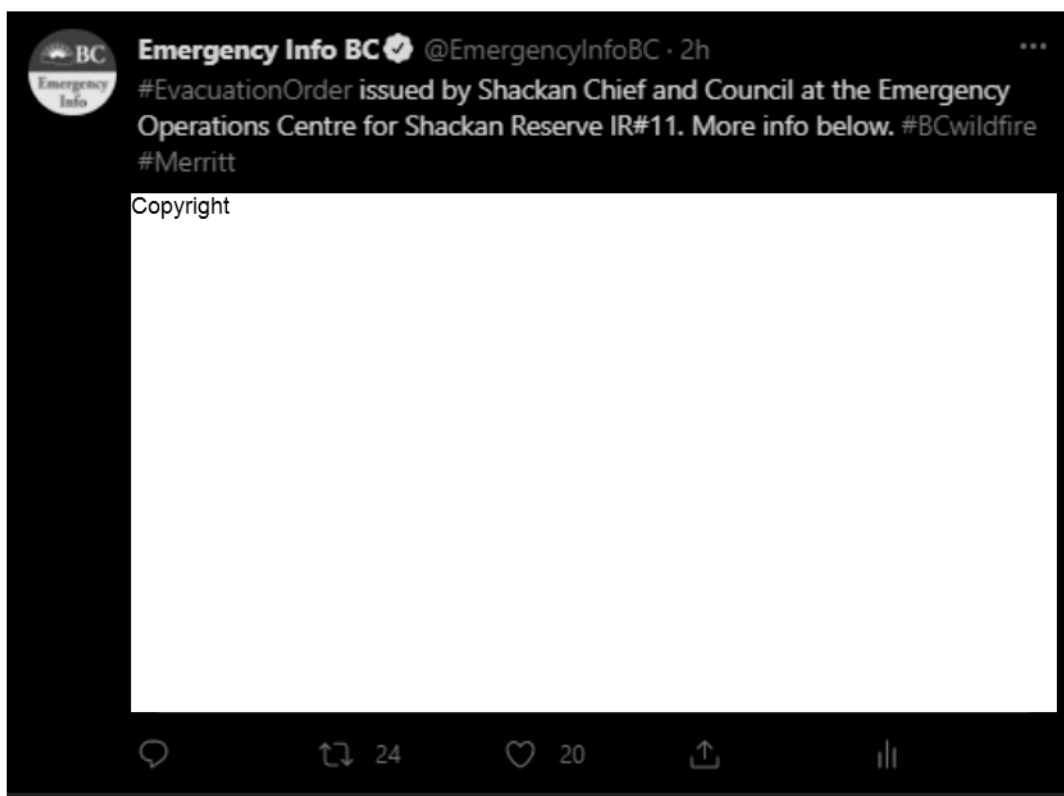 BC
Emergency
Info
Emergency Info BC @EmergencyInfoBC · 2h
#EvacuationOrder issued by Shackan Chief and Council at the Emergency
Operations Centre for Shackan Reserve IR#11. More info below. #BCwildfire
#Merritt
Copyright
24 20